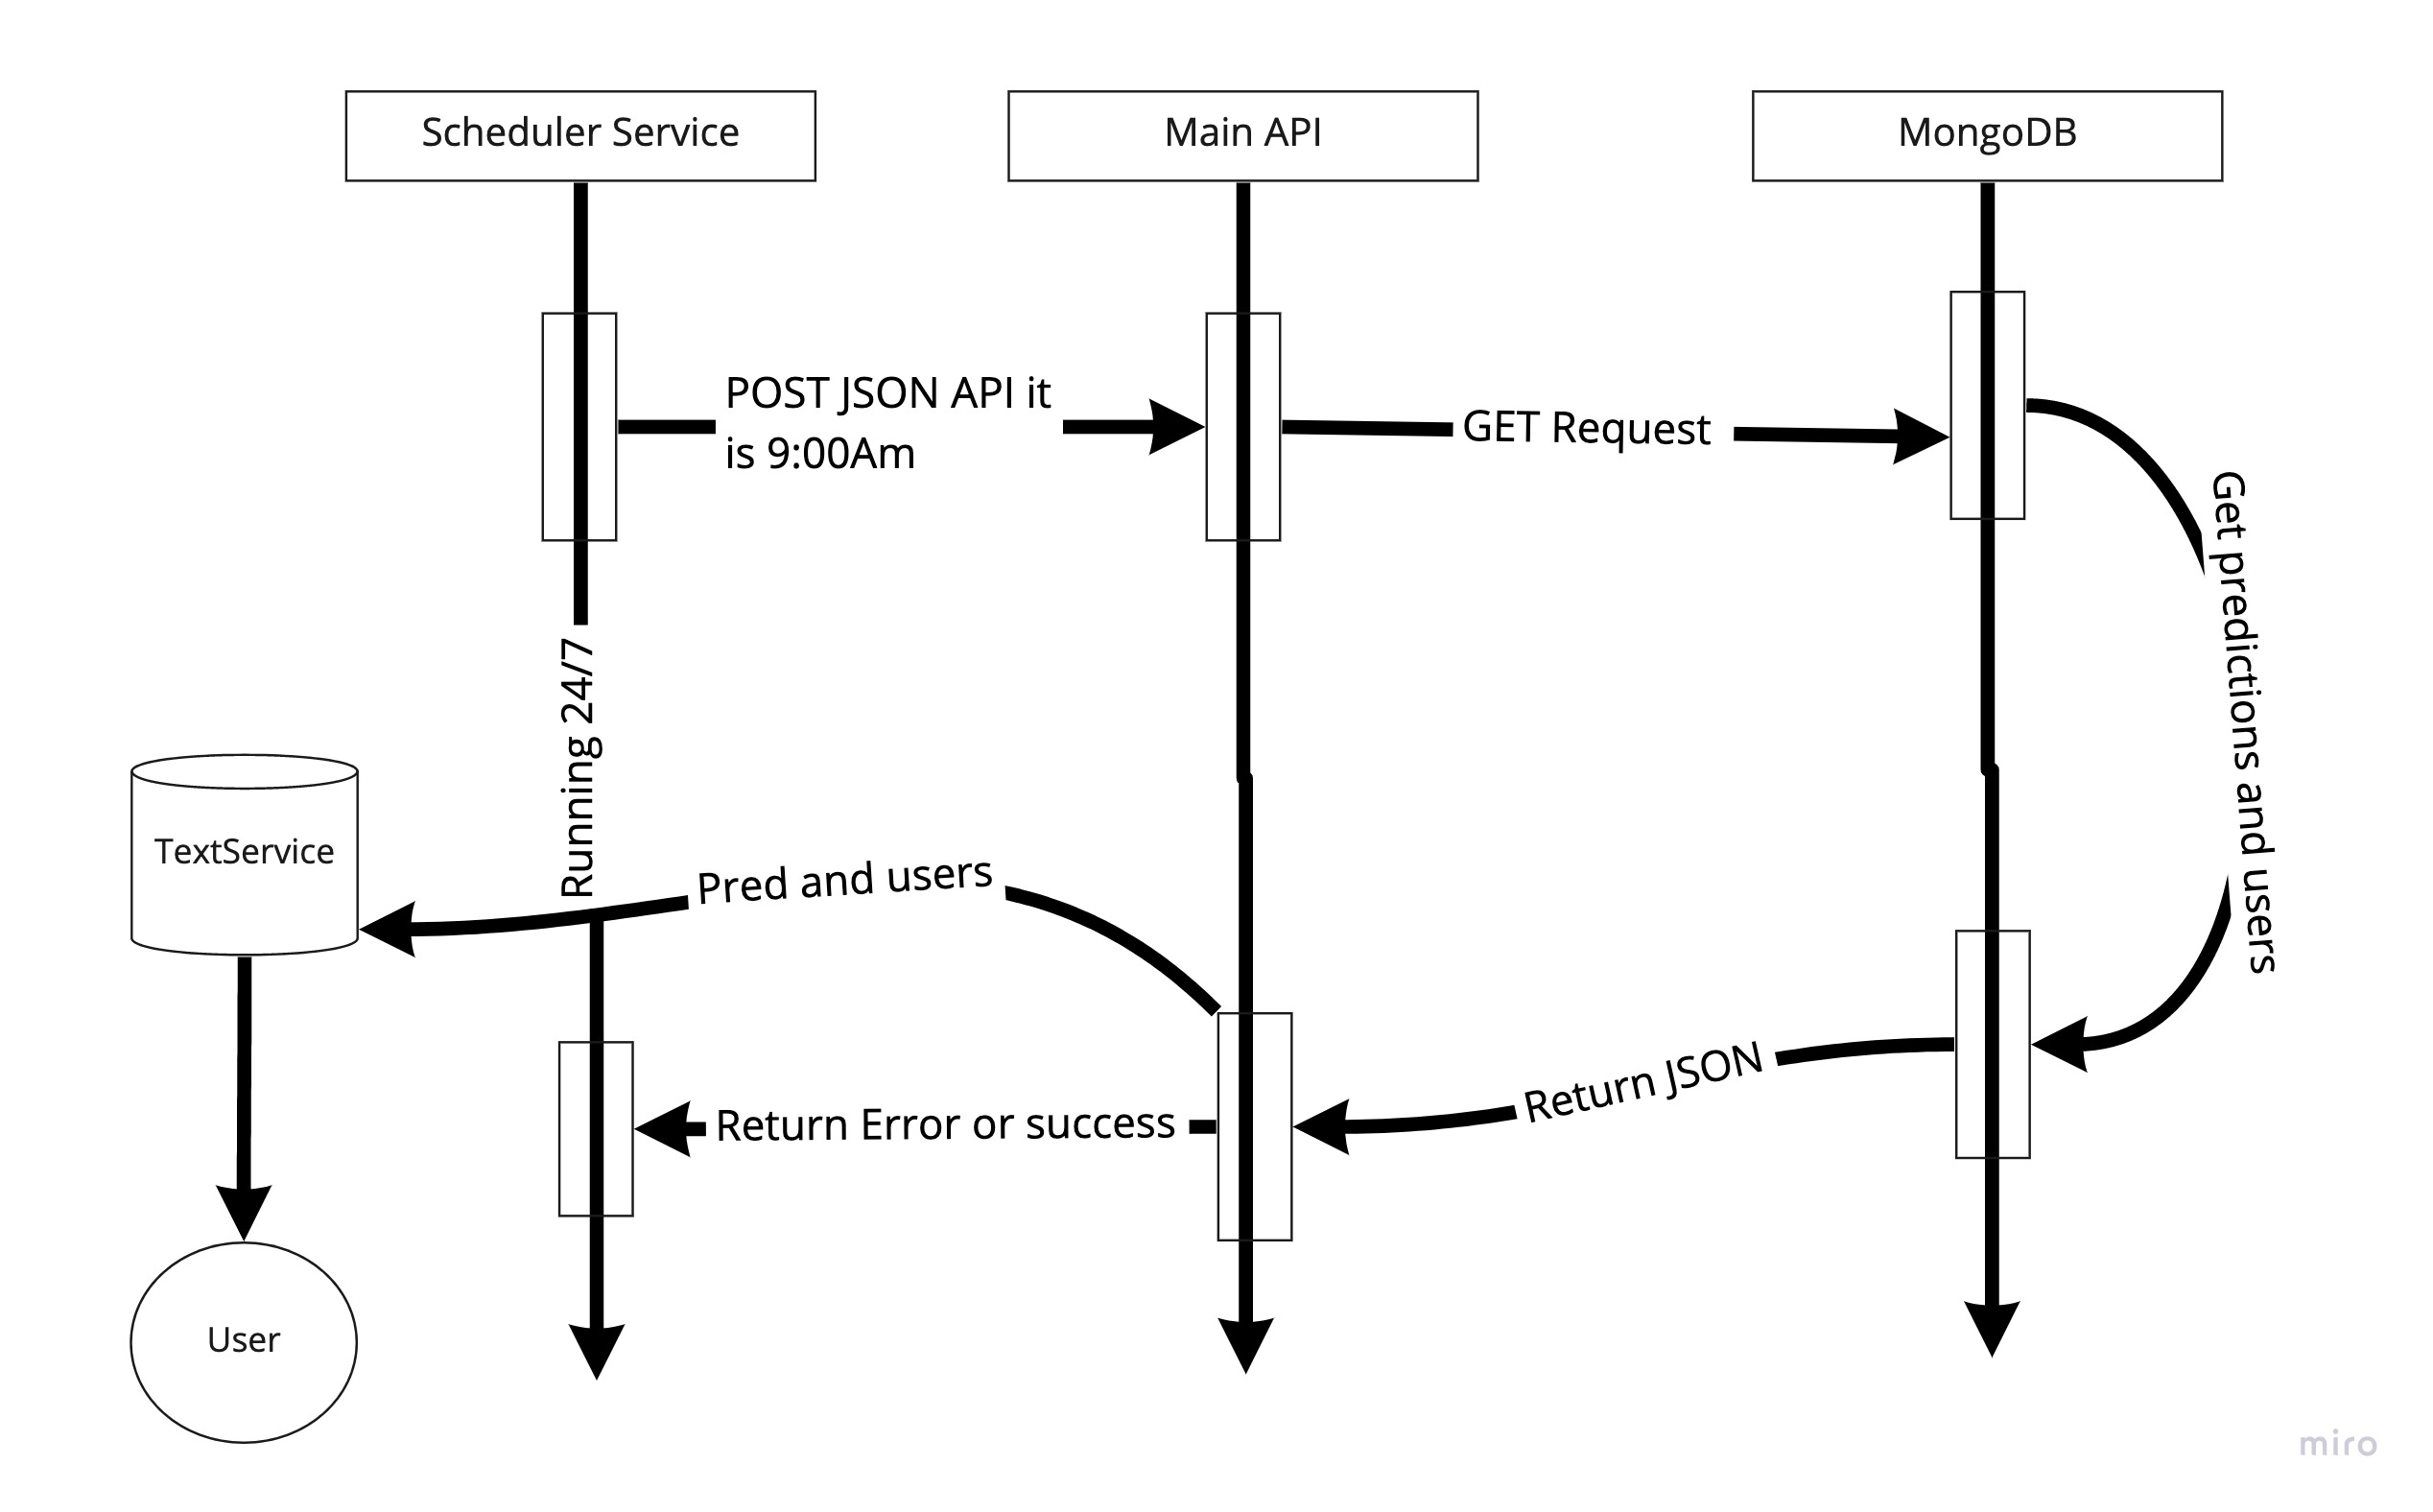 Scheduler Service
Main API
MongoDB
POST JSON API it
is 9:00Am
GET Request
Get predictions and users
Running 24/7
TextService
Pred and users
Return JSON
Return Error or success
User
miro